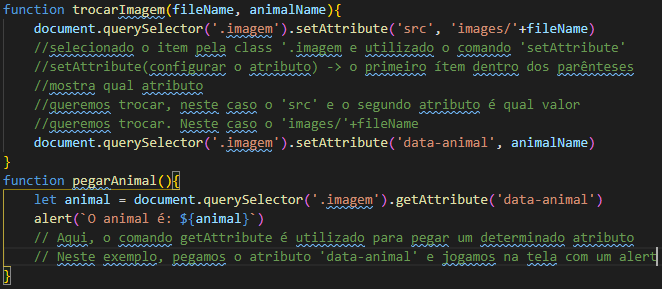 function trocarImagem(fileName, animalName){
document.querySelector('.imagem').setAttribute('src', 'images/'+fileName)
//selecionado o item pela class '.imagem e utilizado o comando 'setAttribute'
//setAttribute(configurar o atributo) -> o primeiro ítem dentro dos parênteses
//mostra qual atributo
//queremos trocar, neste caso o 'src' e o segundo atributo é qual valor
//queremos trocar. Neste caso o 'images/'+fileName
document.querySelector('.imagem').setAttribute('data-animal', animalName)
}
function pegarAnimal(){
let animal = document.querySelector('.imagem').getAttribute('data-animal')
alert(`O animal é: ${animal}`)
// Aqui, o comando getAttribute é utilizado para pegar um determinado atributo
// Neste exemplo, pegamos o atributo 'data-animal' e jogamos na tela com um alert
}